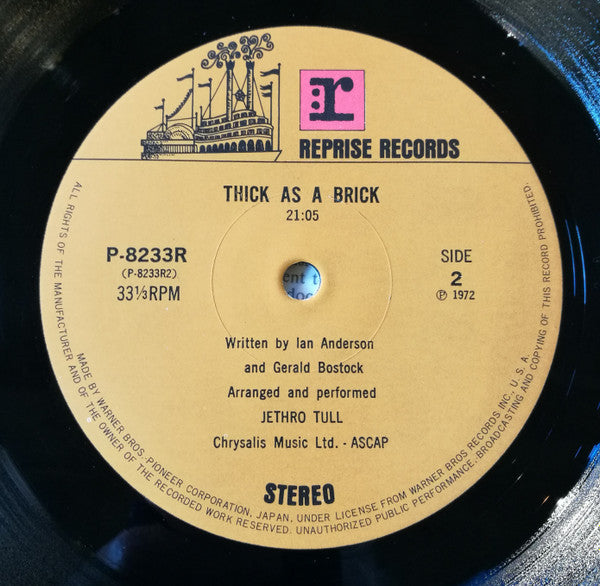 r
REPRISE RECORDS
THICK AS A BRICK
21:05
P-8233R
(P-8233R2)
33⅓RPM
SIDE
2
℗ 1972
ent t
doc
Written by Ian Anderson
and Gerald Bostock
Arranged and performed
JETHRO TULL
Chrysalis Music Ltd. - ASCAP
STEREO
MADE BY WARNER BROS.-PIONEER CORPORATION, JAPAN, UNDER LICENSE FROM WARNER BROS RECORDS INC. U. S. A.
ALL RIGHTS OF THE MANUFACTURER AND OF THE OWNER OF THE RECORDED WORK RESERVED. UNAUTHORIZED PUBLIC PERFORMANCE, BROADCASTING AND COPYING OF THIS RECORD PROHIBITED.